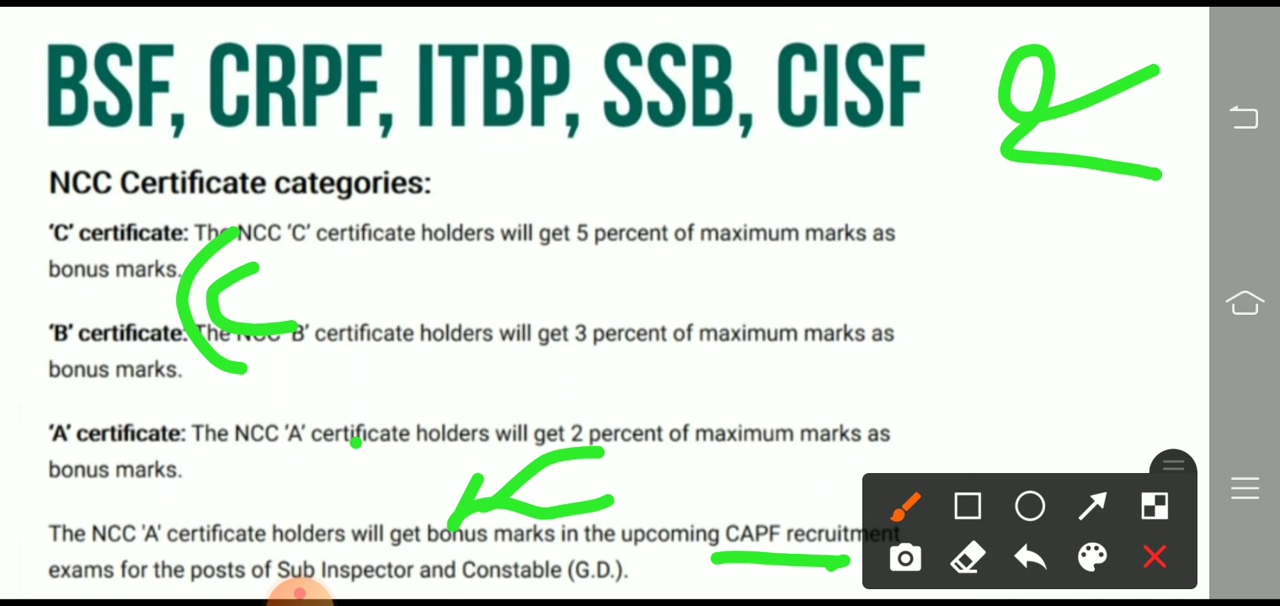 BSF, CRPF, ITBP, SSB, CISF
NCC Certificate categories:
‘C’ certificate: The NCC ‘C’ certificate holders will get 5 percent of maximum marks as
bonus marks.
‘B’ certificate: The NCC ‘B’ certificate holders will get 3 percent of maximum marks as
bonus marks.
‘A’ certificate: The NCC ‘A’ certificate holders will get 2 percent of maximum marks as
bonus marks.
The NCC ‘A’ certificate holders will get bonus marks in the upcoming CAPF recruitment
exams for the posts of Sub Inspector and Constable (G.D.).